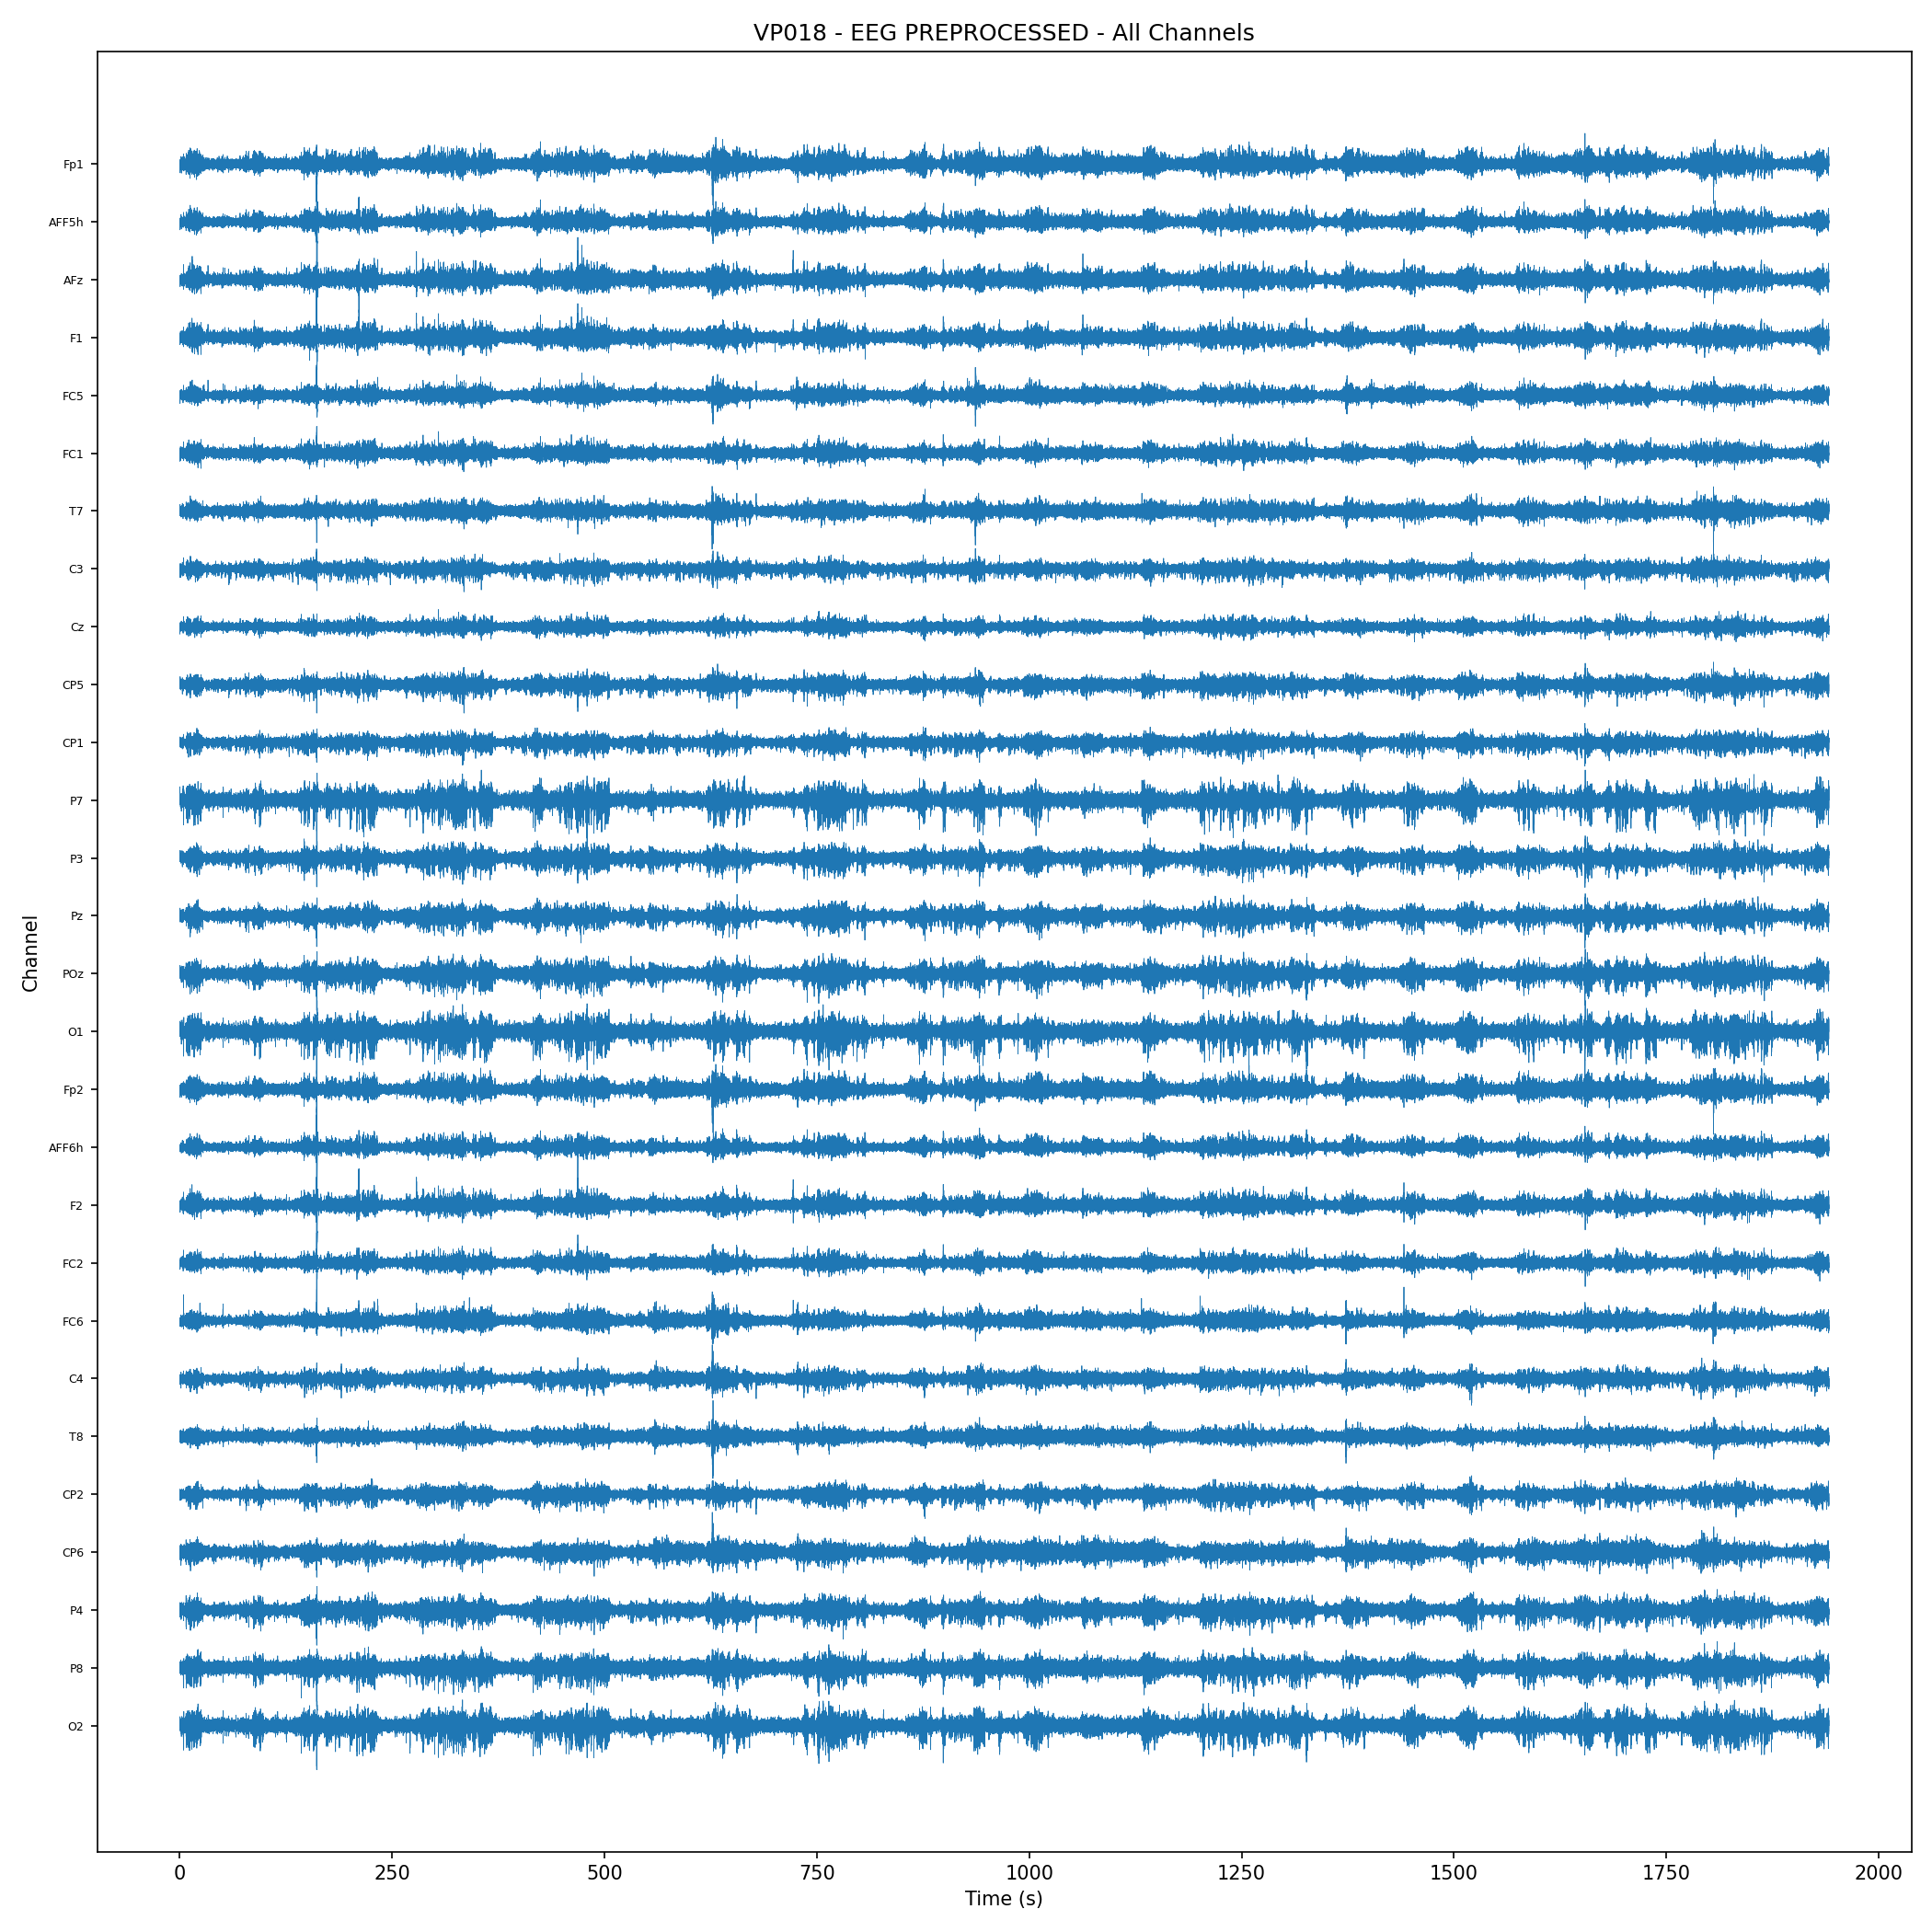 VP018 - EEG PREPROCESSED - All Channels
Fp1
AFF5h
AFz
F1
FC5
FC1
T7
C3
Cz
CP5
CP1
P7
P3
Pz
POz
O1
Fp2
AFF6h
F2
FC2
FC6
C4
T8
CP2
CP6
P4
P8
O2
Channel
0 250 500 750 1000 1250 1500 1750 2000
Time (s)